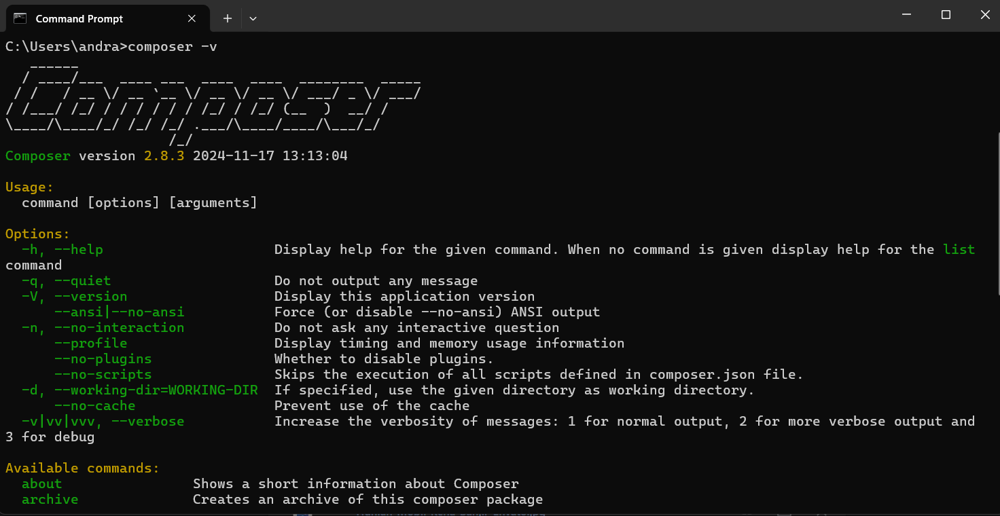 Command Prompt
C:\Users\andra>composer -v
   ______
  / ____/___  ____ ___  ____  ____  ________  _____
 / /   / __ \/ __ `__ \/ __ \/ __ \/ ___/ _ \/ ___/
/ /___/ /_/ / / / / / / /_/ / /_/ (__  )  __/ /
\____/\____/_/ /_/ /_/ .___/\____/____/\___/_/
                    /_/
Composer version 2.8.3 2024-11-17 13:13:04
Usage:
  command [options] [arguments]
Options:
  -h, --help                     Display help for the given command. When no command is given display help for the list
command
  -q, --quiet                    Do not output any message
  -V, --version                  Display this application version
      --ansi|--no-ansi           Force (or disable --no-ansi) ANSI output
  -n, --no-interaction           Do not ask any interactive question
      --profile                  Display timing and memory usage information
      --no-plugins               Whether to disable plugins.
      --no-scripts               Skips the execution of all scripts defined in composer.json file.
  -d, --working-dir=WORKING-DIR  If specified, use the given directory as working directory.
      --no-cache                 Prevent use of the cache
  -v|vv|vvv, --verbose           Increase the verbosity of messages: 1 for normal output, 2 for more verbose output and
3 for debug
Available commands:
  about                Shows a short information about Composer
  archive              Creates an archive of this composer package